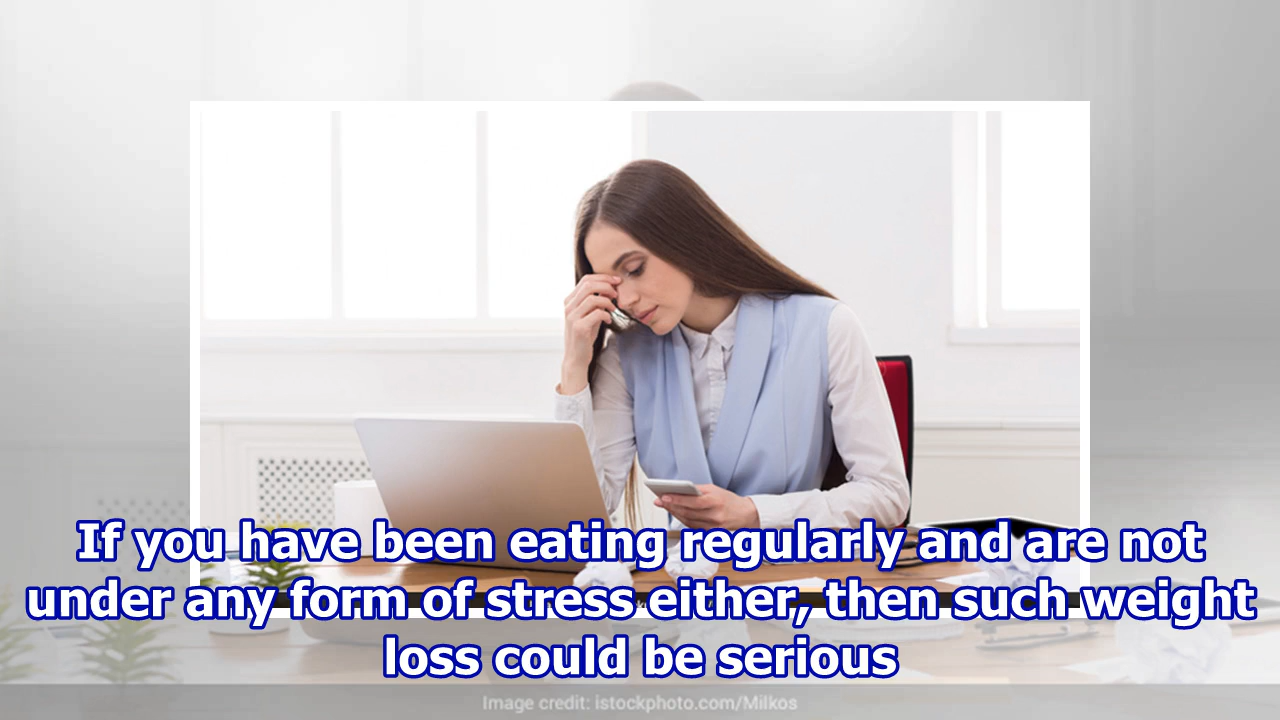 If you have been eating regularly and are not
under any form of stress either, then such weight
loss could be serious
Image credit: istockphoto.com/Milkos